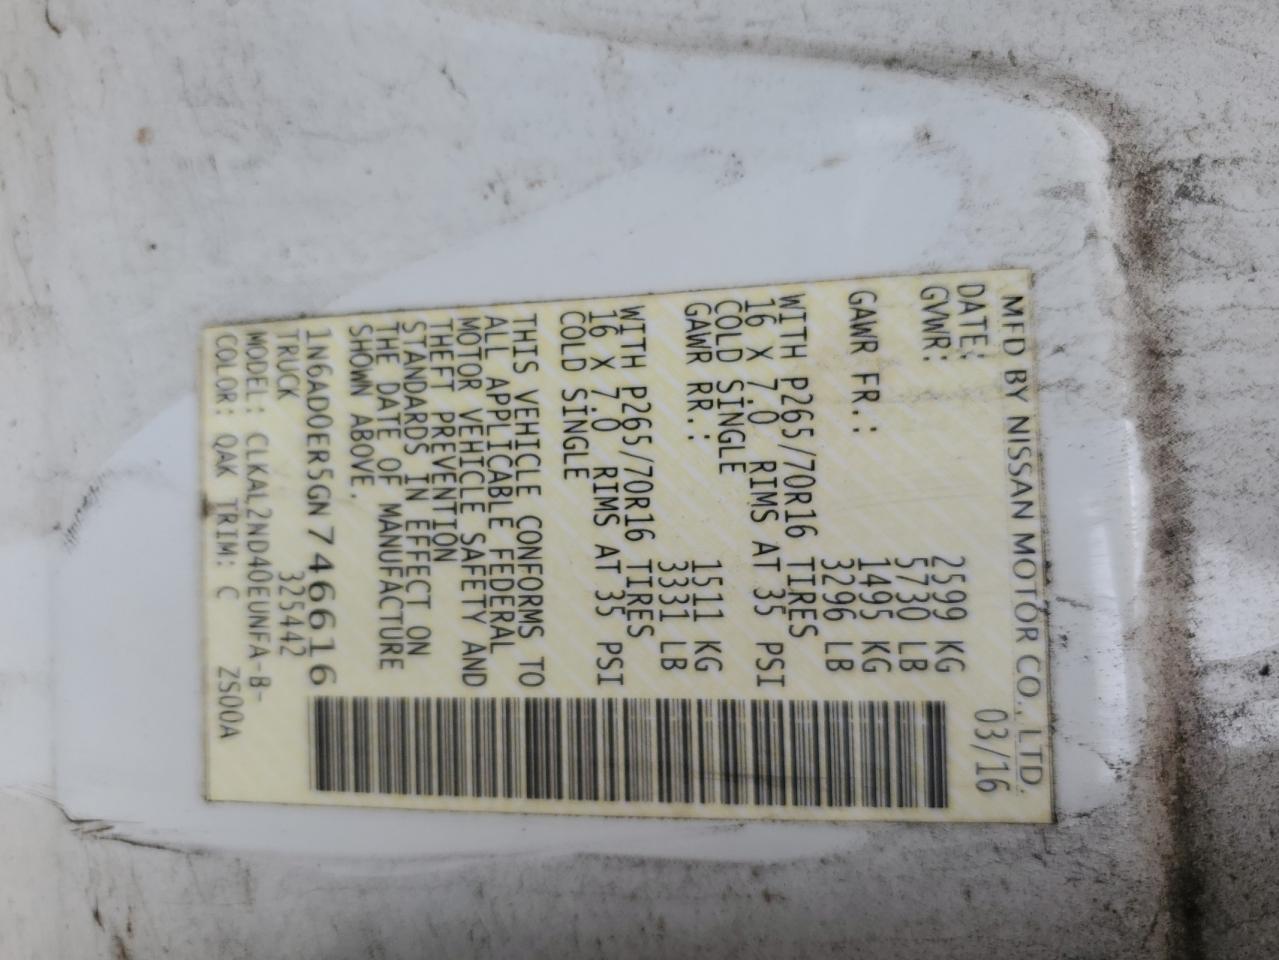 MFD BY NISSAN MOTOR CO., LTD.
DATE: 03/16
GVWR: 2599 KG
5730 LB
GAWR FR.: 1495 KG
3296 LB
WITH P265/70R16 TIRES
16 X 7.0 RIMS AT 35 PSI
COLD SINGLE
GAWR RR.: 1511 KG
3331 LB
WITH P265/70R16 TIRES
16 X 7.0 RIMS AT 35 PSI
COLD SINGLE
THIS VEHICLE CONFORMS TO
ALL APPLICABLE FEDERAL
MOTOR VEHICLE SAFETY AND
THEFT PREVENTION
STANDARDS IN EFFECT ON
THE DATE OF MANUFACTURE
SHOWN ABOVE.
1N6AD0ER5GN746616
TRUCK 325442
MODEL: CLKAL2ND40EUNFA-B-
COLOR: QAK TRIM: C ZS00A